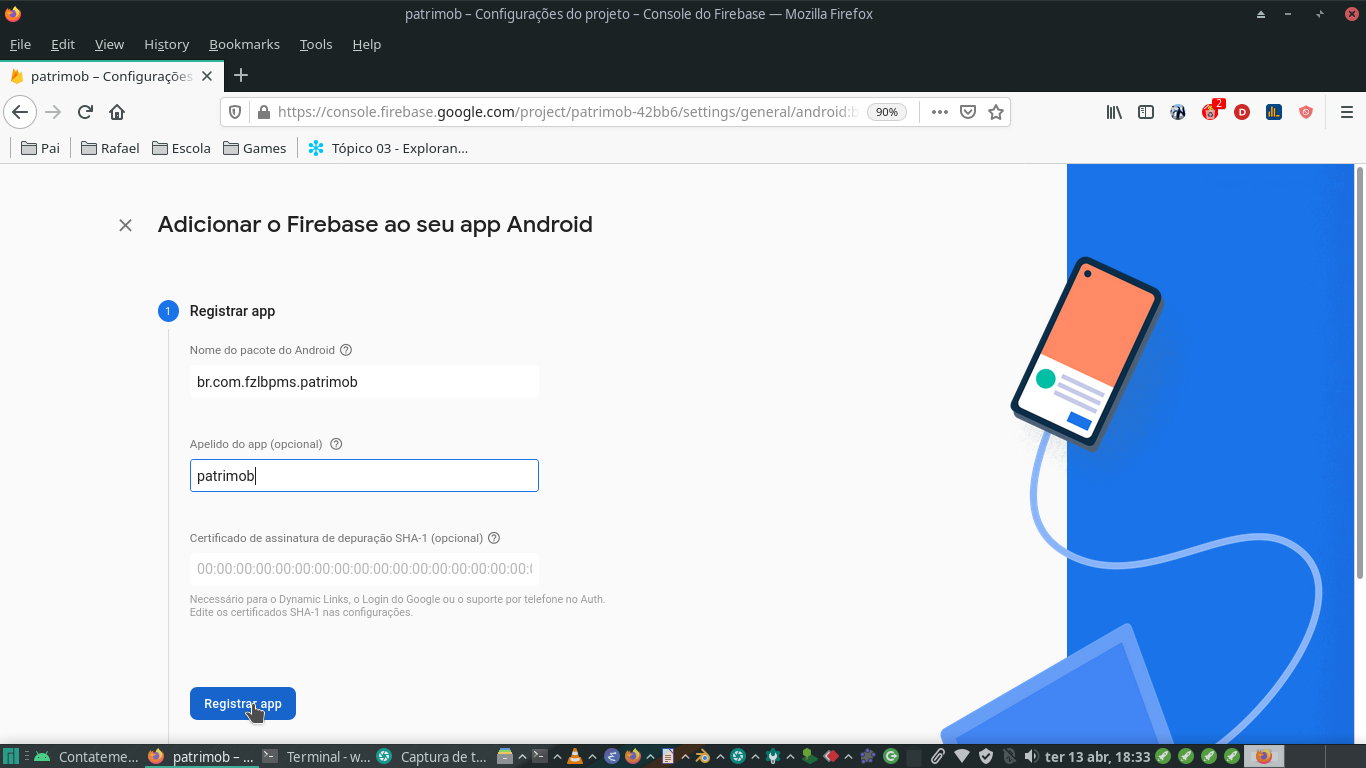 patrimob – Configurações do projeto – Console do Firebase — Mozilla Firefox
File Edit View History Bookmarks Tools Help
patrimob – Configurações
https://console.firebase.google.com/project/patrimob-42bb6/settings/general/android:b
90%
2
Pai Rafael Escola Games Tópico 03 - Exploran...
Adicionar o Firebase ao seu app Android
1 Registrar app
Nome do pacote do Android
br.com.fzlbpms.patrimob
Apelido do app (opcional)
patrimob
Certificado de assinatura de depuração SHA-1 (opcional)
00:00:00:00:00:00:00:00:00:00:00:00:00:00:00:00:00:
Necessário para o Dynamic Links, o Login do Google ou o suporte por telefone no Auth.
Edite os certificados SHA-1 nas configurações.
Registrar app
Contateme... patrimob – ... Terminal - w... Captura de t... ter 13 abr, 18:33